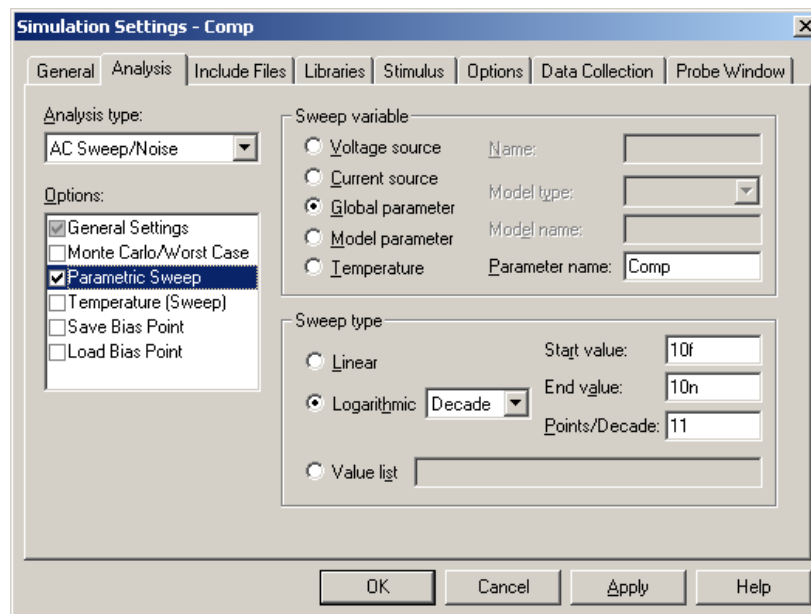 Simulation Settings - Comp
General Analysis Include Files Libraries Stimulus Options Data Collection Probe Window
Analysis type:
AC Sweep/Noise
Options:
General Settings
Monte Carlo/Worst Case
Parametric Sweep
Temperature (Sweep)
Save Bias Point
Load Bias Point
Sweep variable
Voltage source
Current source
Global parameter
Model parameter
Temperature
Name:
Model type:
Model name:
Parameter name: Comp
Sweep type
Linear
Logarithmic Decade
Value list
Start value: 10f
End value: 10n
Points/Decade: 11
OK Cancel Apply Help